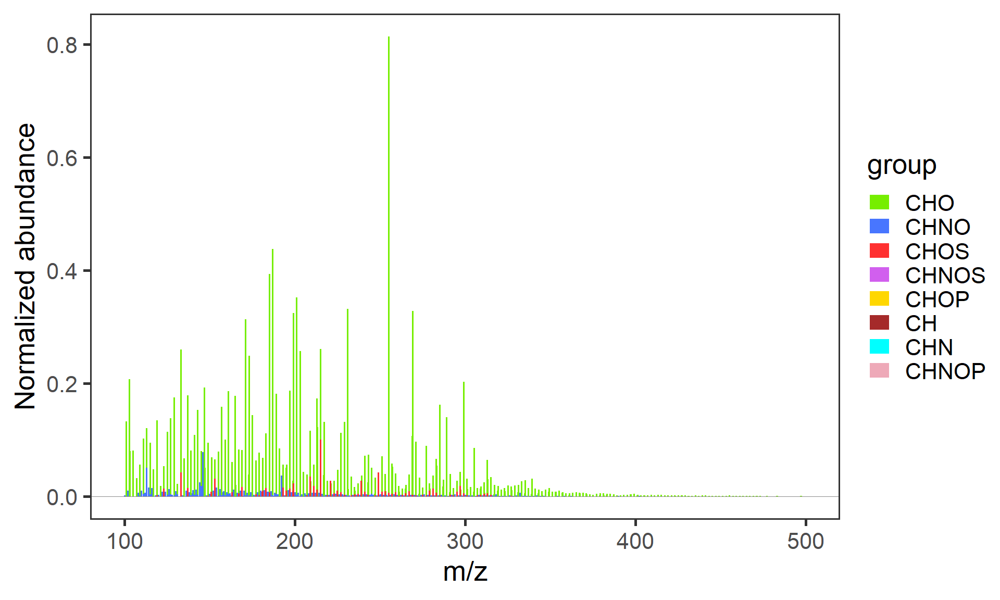 Normalized abundance
0.8
0.6
0.4
0.2
0.0
100 200 300 400 500
m/z
group
CHO
CHNO
CHOS
CHNOS
CHOP
CH
CHN
CHNOP